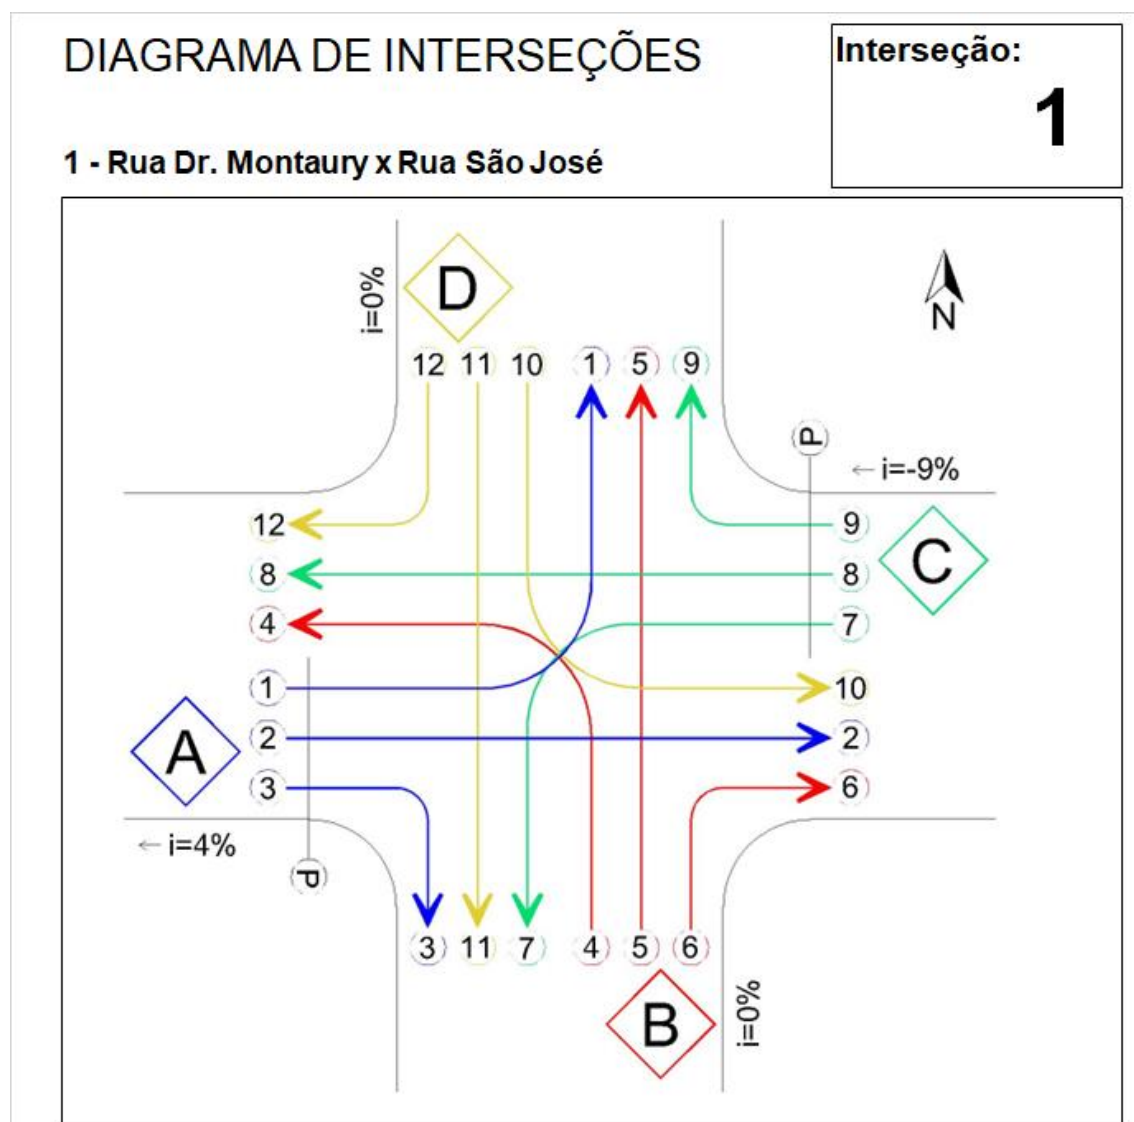 DIAGRAMA DE INTERSEÇÕES
Interseção:
1
1 - Rua Dr. Montaury x Rua São José
i=0%
D
N
12 11 10 1 5 9
P
← i=-9%
12
9
8
8
C
4
7
1
10
2
2
A
3
6
← i=4%
P
3 11 7 4 5 6
B
i=0%